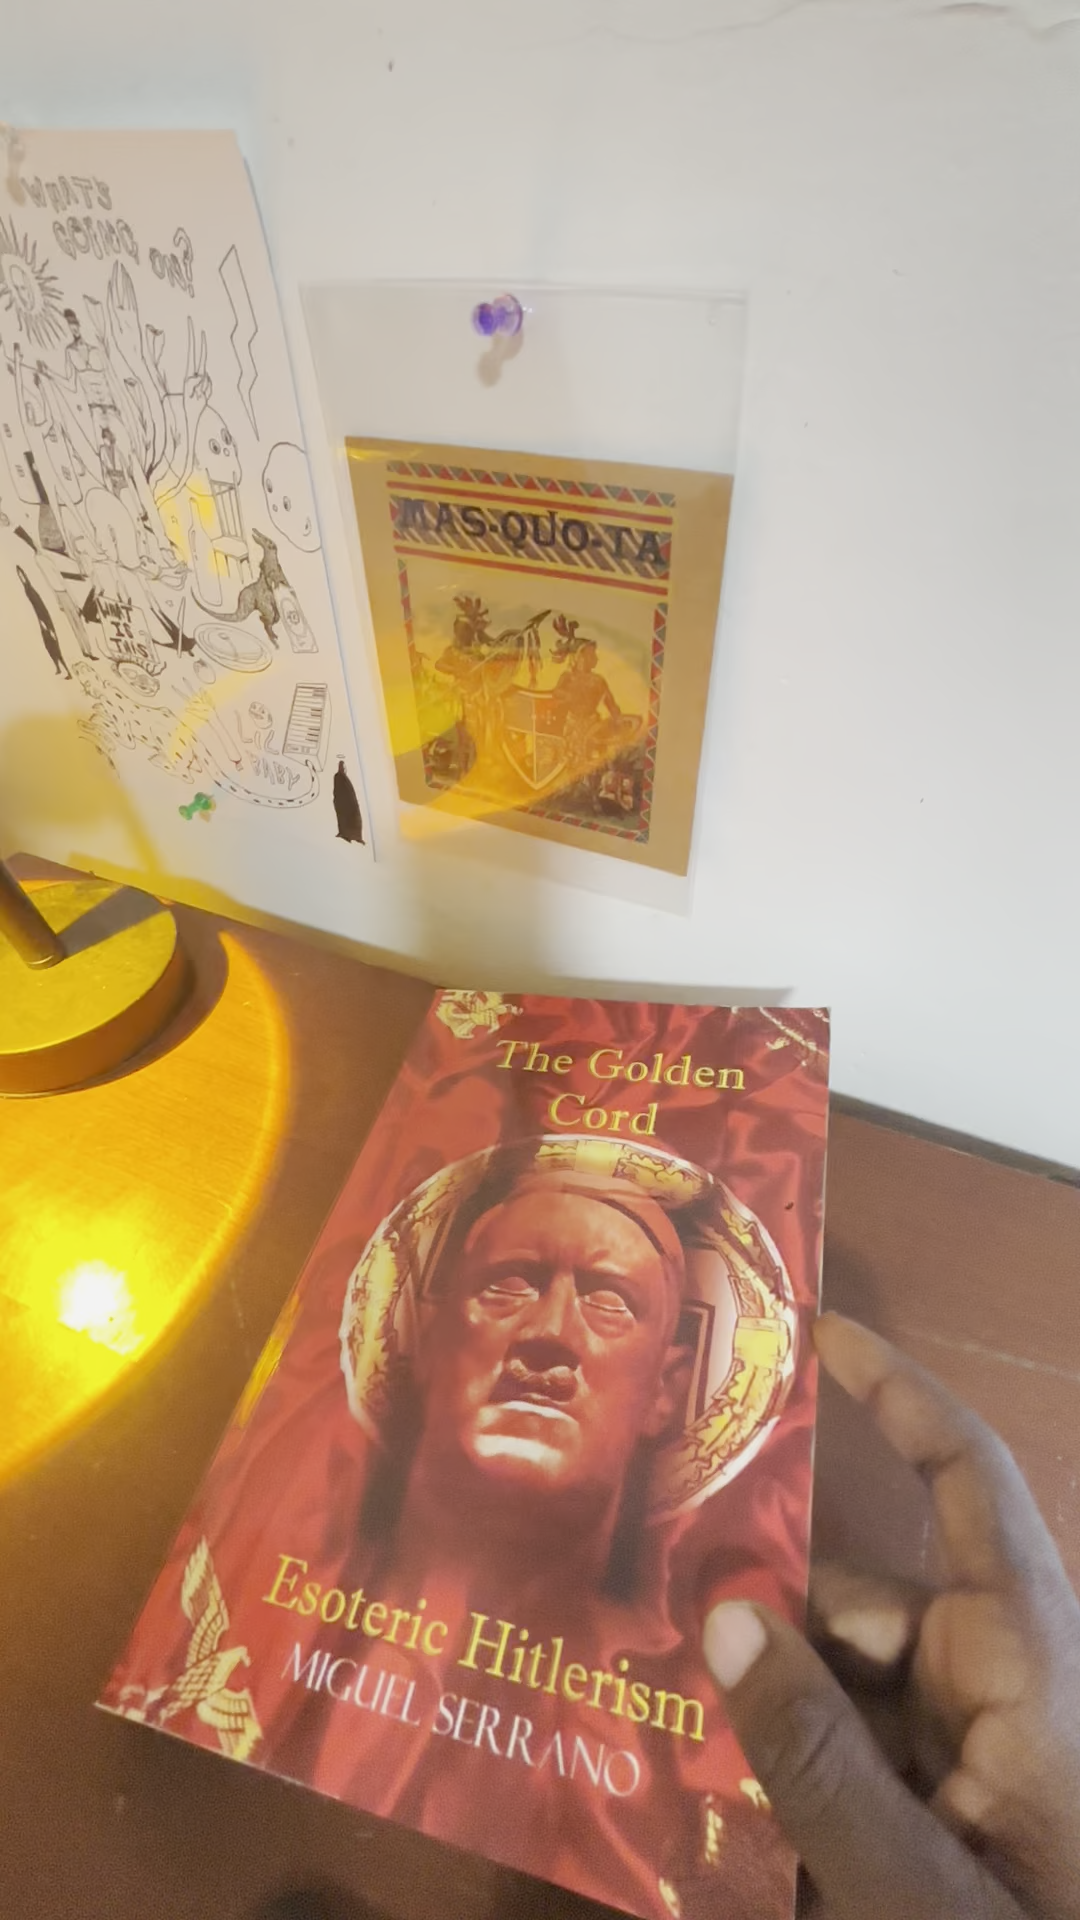 WHAT'S
GOING ON?
WHAT
IS
THIS
LIL
BABY
MAS-QUO-TA
The Golden
Cord
Esoteric Hitlerism
MIGUEL SERRANO